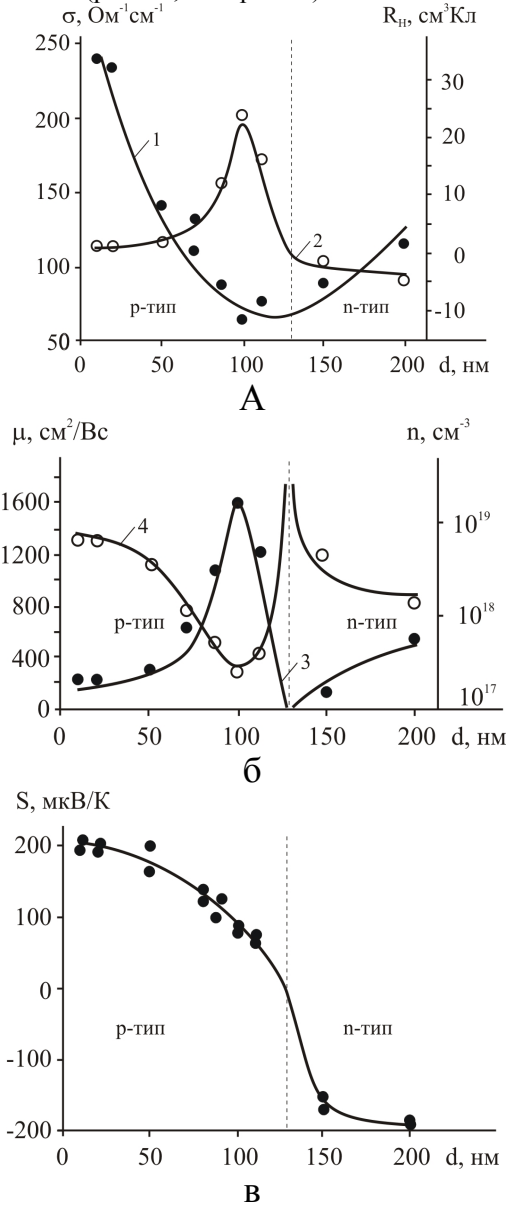 σ, Ом⁻¹см⁻¹ R_H, см³Кл
250
200
150
100
50
30
20
10
0
-10
1
2
p-тип n-тип
0 50 100 150 200 d, нм
А
μ, см²/Вс n, см⁻³
1600
1200
800
400
0
10¹⁹
10¹⁸
10¹⁷
4
3
p-тип n-тип
0 50 100 150 200 d, нм
б
S, мкВ/К
200
100
0
-100
-200
p-тип n-тип
0 50 100 150 200 d, нм
в